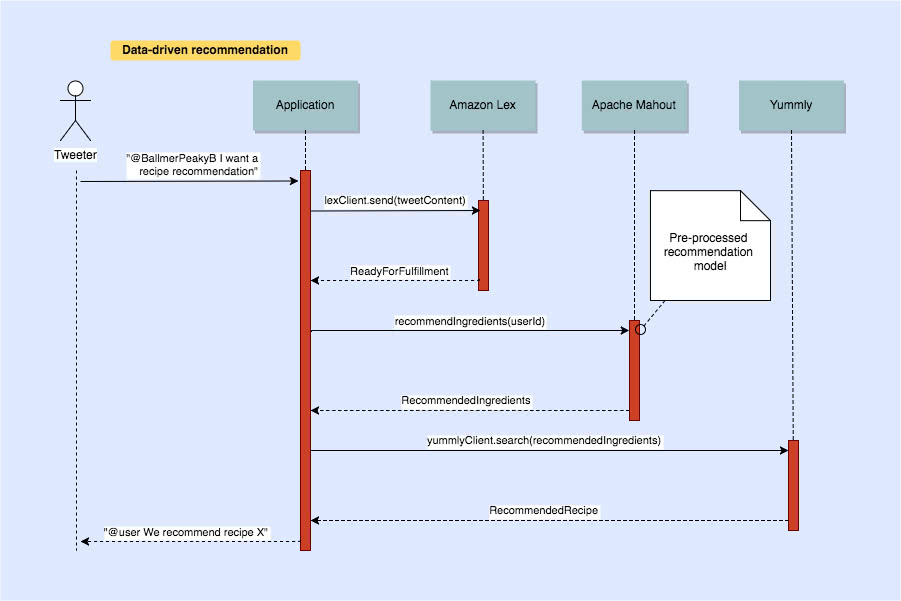 Data-driven recommendation
Application
Amazon Lex
Apache Mahout
Yummly
Tweeter
"@BallmerPeakyB I want a
recipe recommendation"
lexClient.send(tweetContent)
Pre-processed
recommendation
model
ReadyForFulfillment
recommendIngredients(userId)
RecommendedIngredients
yummlyClient.search(recommendedIngredients)
RecommendedRecipe
"@user We recommend recipe X"